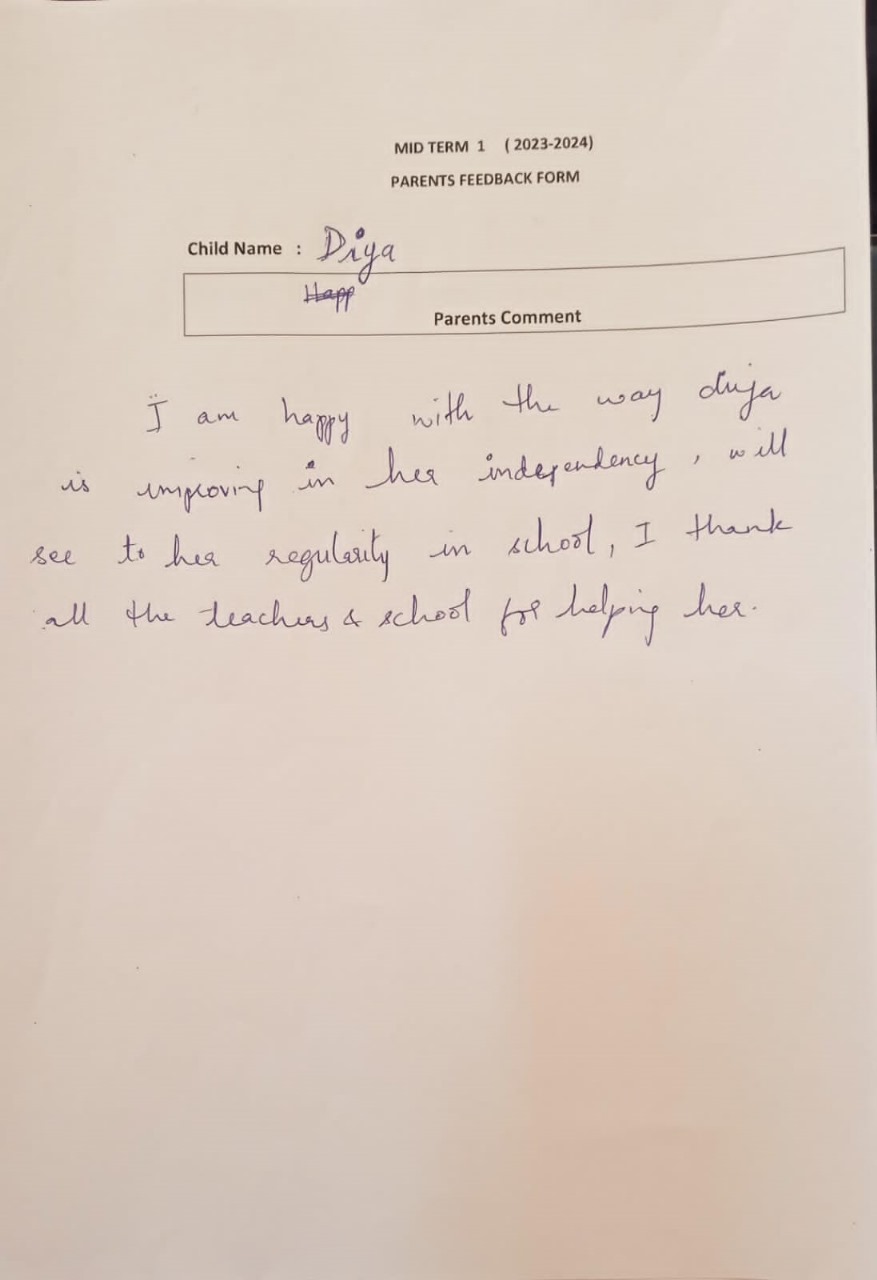 MID TERM 1 (2023-2024)
PARENTS FEEDBACK FORM
Child Name : Diya
Happ
Parents Comment
I am happy with the way diya
is improving in her independency, will
see to her regularity in school, I thank
all the teachers & school for helping her.